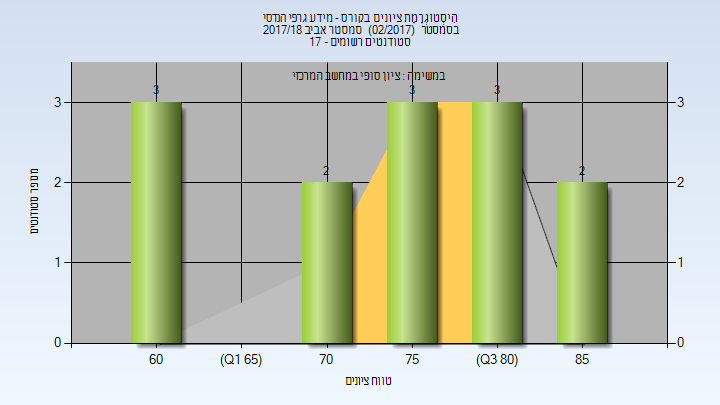 היסטוגרמת ציונים בקורס - מידע גרפי הנדסי
בסמסטר (02/2017) סמסטר אביב 2017/18
סטודנטים רשומים - 17
במשימה : ציון סופי במחשב המרכזי
3
2
3
3
2
3
2
1
0
3
2
1
0
מספר סטודנטים
60
(Q1 65)
70
75
(Q3 80)
85
טווח ציונים